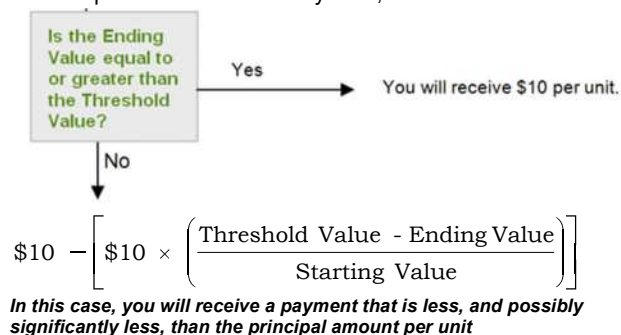 Is the Ending
Value equal to
or greater than
the Threshold
Value?
Yes
You will receive $10 per unit.
No
$10 − [ $10 × ( Threshold Value - Ending Value / Starting Value ) ]
In this case, you will receive a payment that is less, and possibly
significantly less, than the principal amount per unit